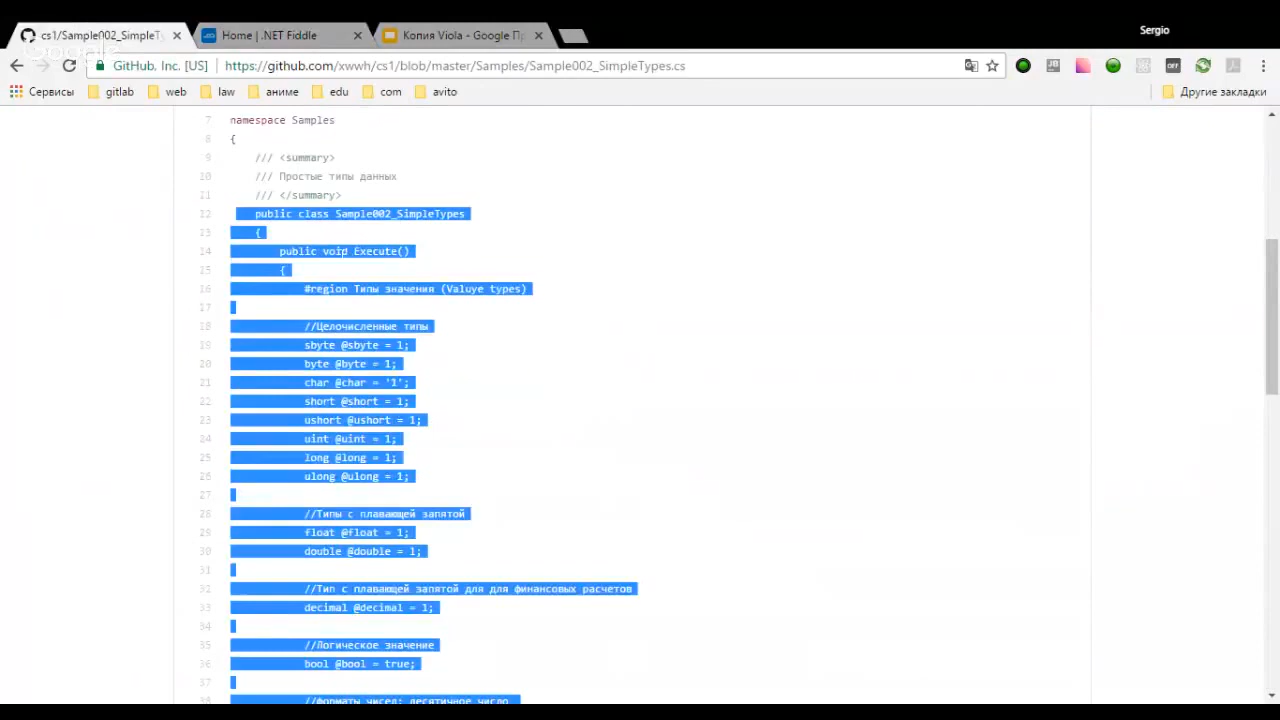 Sergio
cs1/Sample002_SimpleT
Home | .NET Fiddle
Копия Viola - Google П
GitHub, Inc. [US]
https://github.com/xwwh/cs1/blob/master/Samples/Sample002_SimpleTypes.cs
Сервисы
gitlab
web
law
аниме
edu
com
avito
Другие закладки
7 namespace Samples
8 {
9 /// <summary>
10 /// Простые типы данных
11 /// </summary>
12 public class Sample002_SimpleTypes
13 {
14 public void Execute()
15 {
16 #region Типы значения (Valuye types)
17
18 //Целочисленные типы
19 sbyte @sbyte = 1;
20 byte @byte = 1;
21 char @char = '1';
22 short @short = 1;
23 ushort @ushort = 1;
24 uint @uint = 1;
25 long @long = 1;
26 ulong @ulong = 1;
27
28 //Типы с плавающей запятой
29 float @float = 1;
30 double @double = 1;
31
32 //Тип с плавающей запятой для для финансовых расчетов
33 decimal @decimal = 1;
34
35 //Логическое значение
36 bool @bool = true;
37
38 //форматы чисел: десятичное число